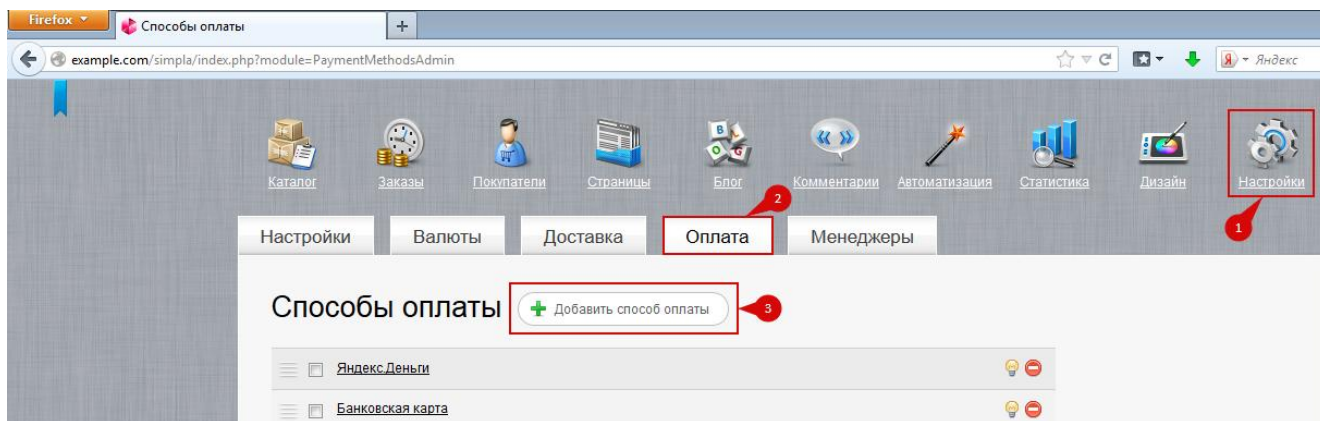 Firefox
Способы оплаты
+
example.com/simpla/index.php?module=PaymentMethodsAdmin
Я
Яндекс
B
L
O
G
Каталог
Заказы
Покупатели
Страницы
Блог
Комментарии
Автоматизация
Статистика
Дизайн
Настройки
2
1
Настройки
Валюты
Доставка
Оплата
Менеджеры
Способы оплаты
Добавить способ оплаты
3
Яндекс.Деньги
Банковская карта